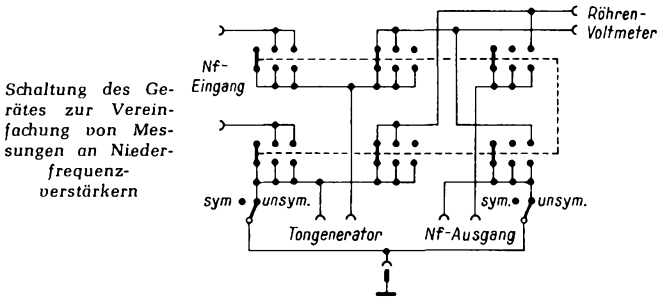 Röhren-
Voltmeter
Nf-
Eingang
Schaltung des Ge-
rätes zur Verein-
fachung von Mes-
sungen an Nieder-
frequenz-
verstärkern
sym.
unsym.
sym.
unsym.
Tongenerator
Nf-Ausgang